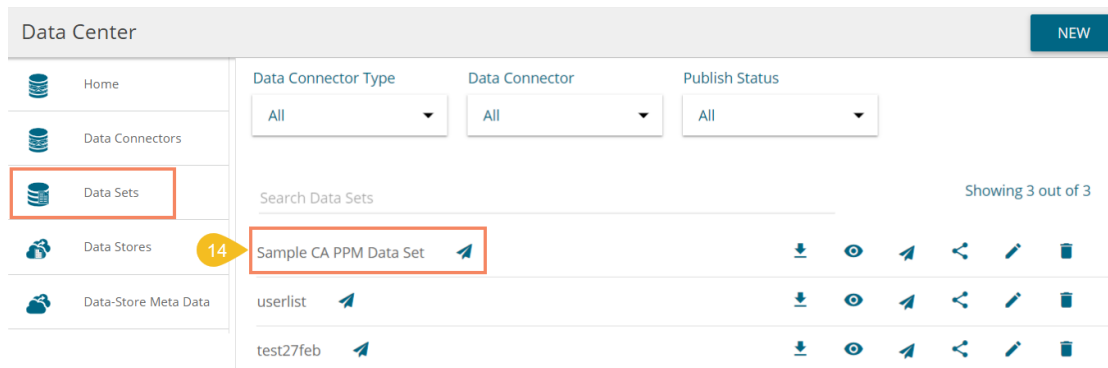 Data Center
NEW
Home
Data Connectors
Data Sets
Data Stores
Data-Store Meta Data
Data Connector Type
Data Connector
Publish Status
All
All
All
Search Data Sets
Showing 3 out of 3
14
Sample CA PPM Data Set
userlist
test27feb